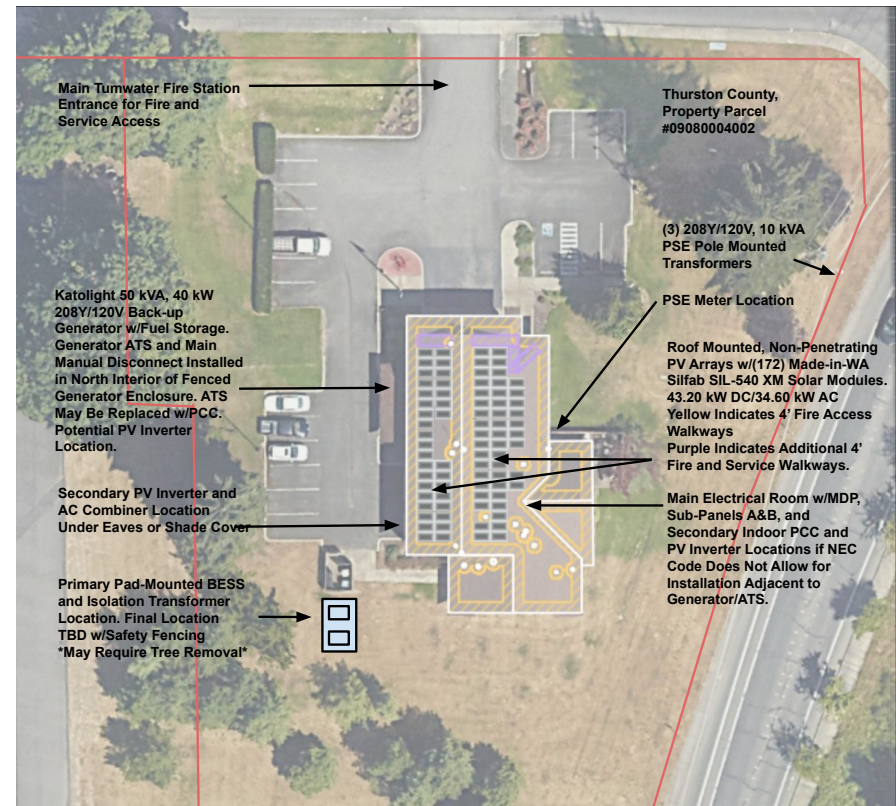 Main Tumwater Fire Station
Entrance for Fire and
Service Access
Thurston County,
Property Parcel
#09080004002
(3) 208Y/120V, 10 kVA
PSE Pole Mounted
Transformers
PSE Meter Location
Katolight 50 kVA, 40 kW
208Y/120V Back-up
Generator w/Fuel Storage.
Generator ATS and Main
Manual Disconnect Installed
in North Interior of Fenced
Generator Enclosure. ATS
May Be Replaced w/PCC.
Potential PV Inverter
Location.
Roof Mounted, Non-Penetrating
PV Arrays w/(172) Made-in-WA
Silfab SIL-540 XM Solar Modules.
43.20 kW DC/34.60 kW AC
Yellow Indicates 4' Fire Access
Walkways
Purple Indicates Additional 4'
Fire and Service Walkways.
Secondary PV Inverter and
AC Combiner Location
Under Eaves or Shade Cover
Main Electrical Room w/MDP,
Sub-Panels A&B, and
Secondary Indoor PCC and
PV Inverter Locations if NEC
Code Does Not Allow for
Installation Adjacent to
Generator/ATS.
Primary Pad-Mounted BESS
and Isolation Transformer
Location. Final Location
TBD w/Safety Fencing
*May Require Tree Removal*